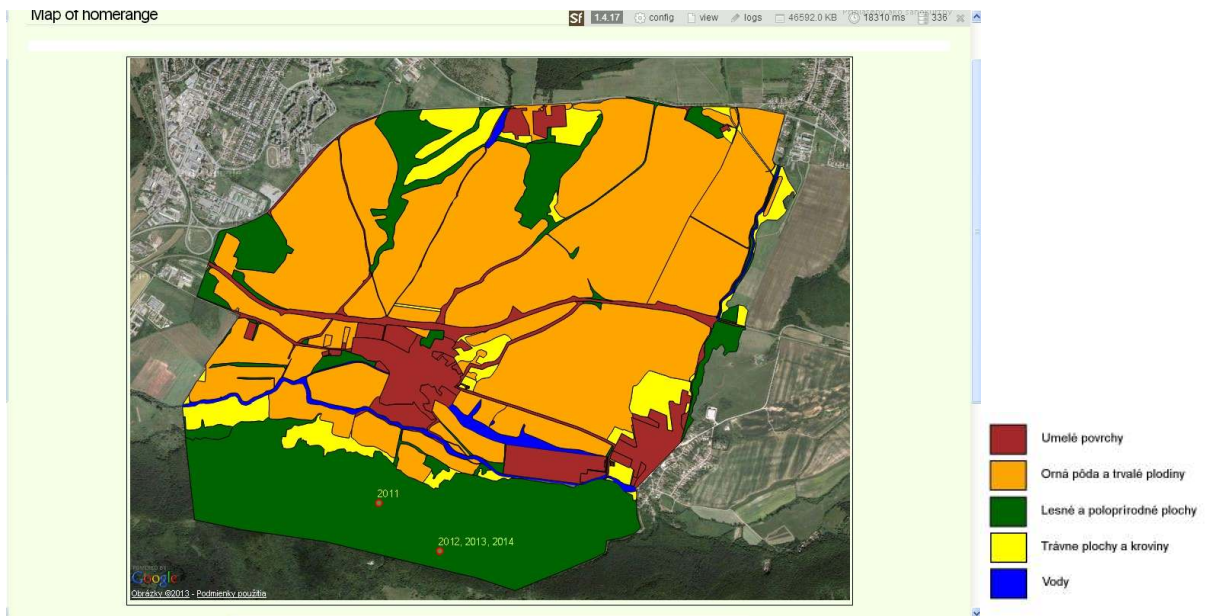 Map of homerange
Sf 1.4.17 config view logs 46592.0 KB 18310 ms 336
2011
2012, 2013, 2014
Google
Obrázky ©2013 - Podmienky použitia
Umelé povrchy
Orná pôda a trvalé plodiny
Lesné a poloprírodné plochy
Trávne plochy a kroviny
Vody